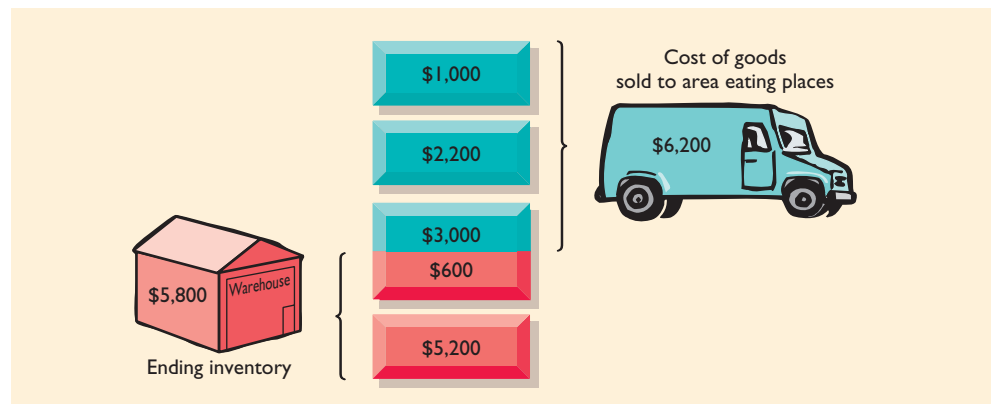 $1,000
$2,200
$3,000
$600
$5,200
Cost of goods
sold to area eating places
$6,200
$5,800
Warehouse
Ending inventory